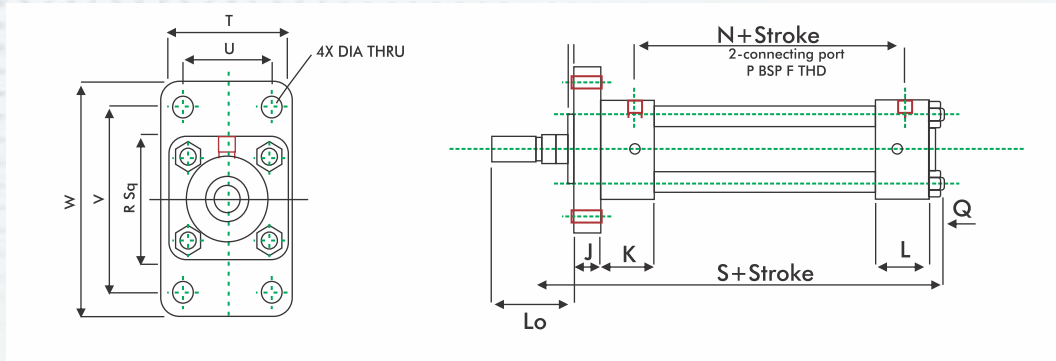 T
U
4X DIA THRU
W
V
R Sq
N+Stroke
2-connecting port
P BSP F THD
Q
J
K
L
S+Stroke
Lo